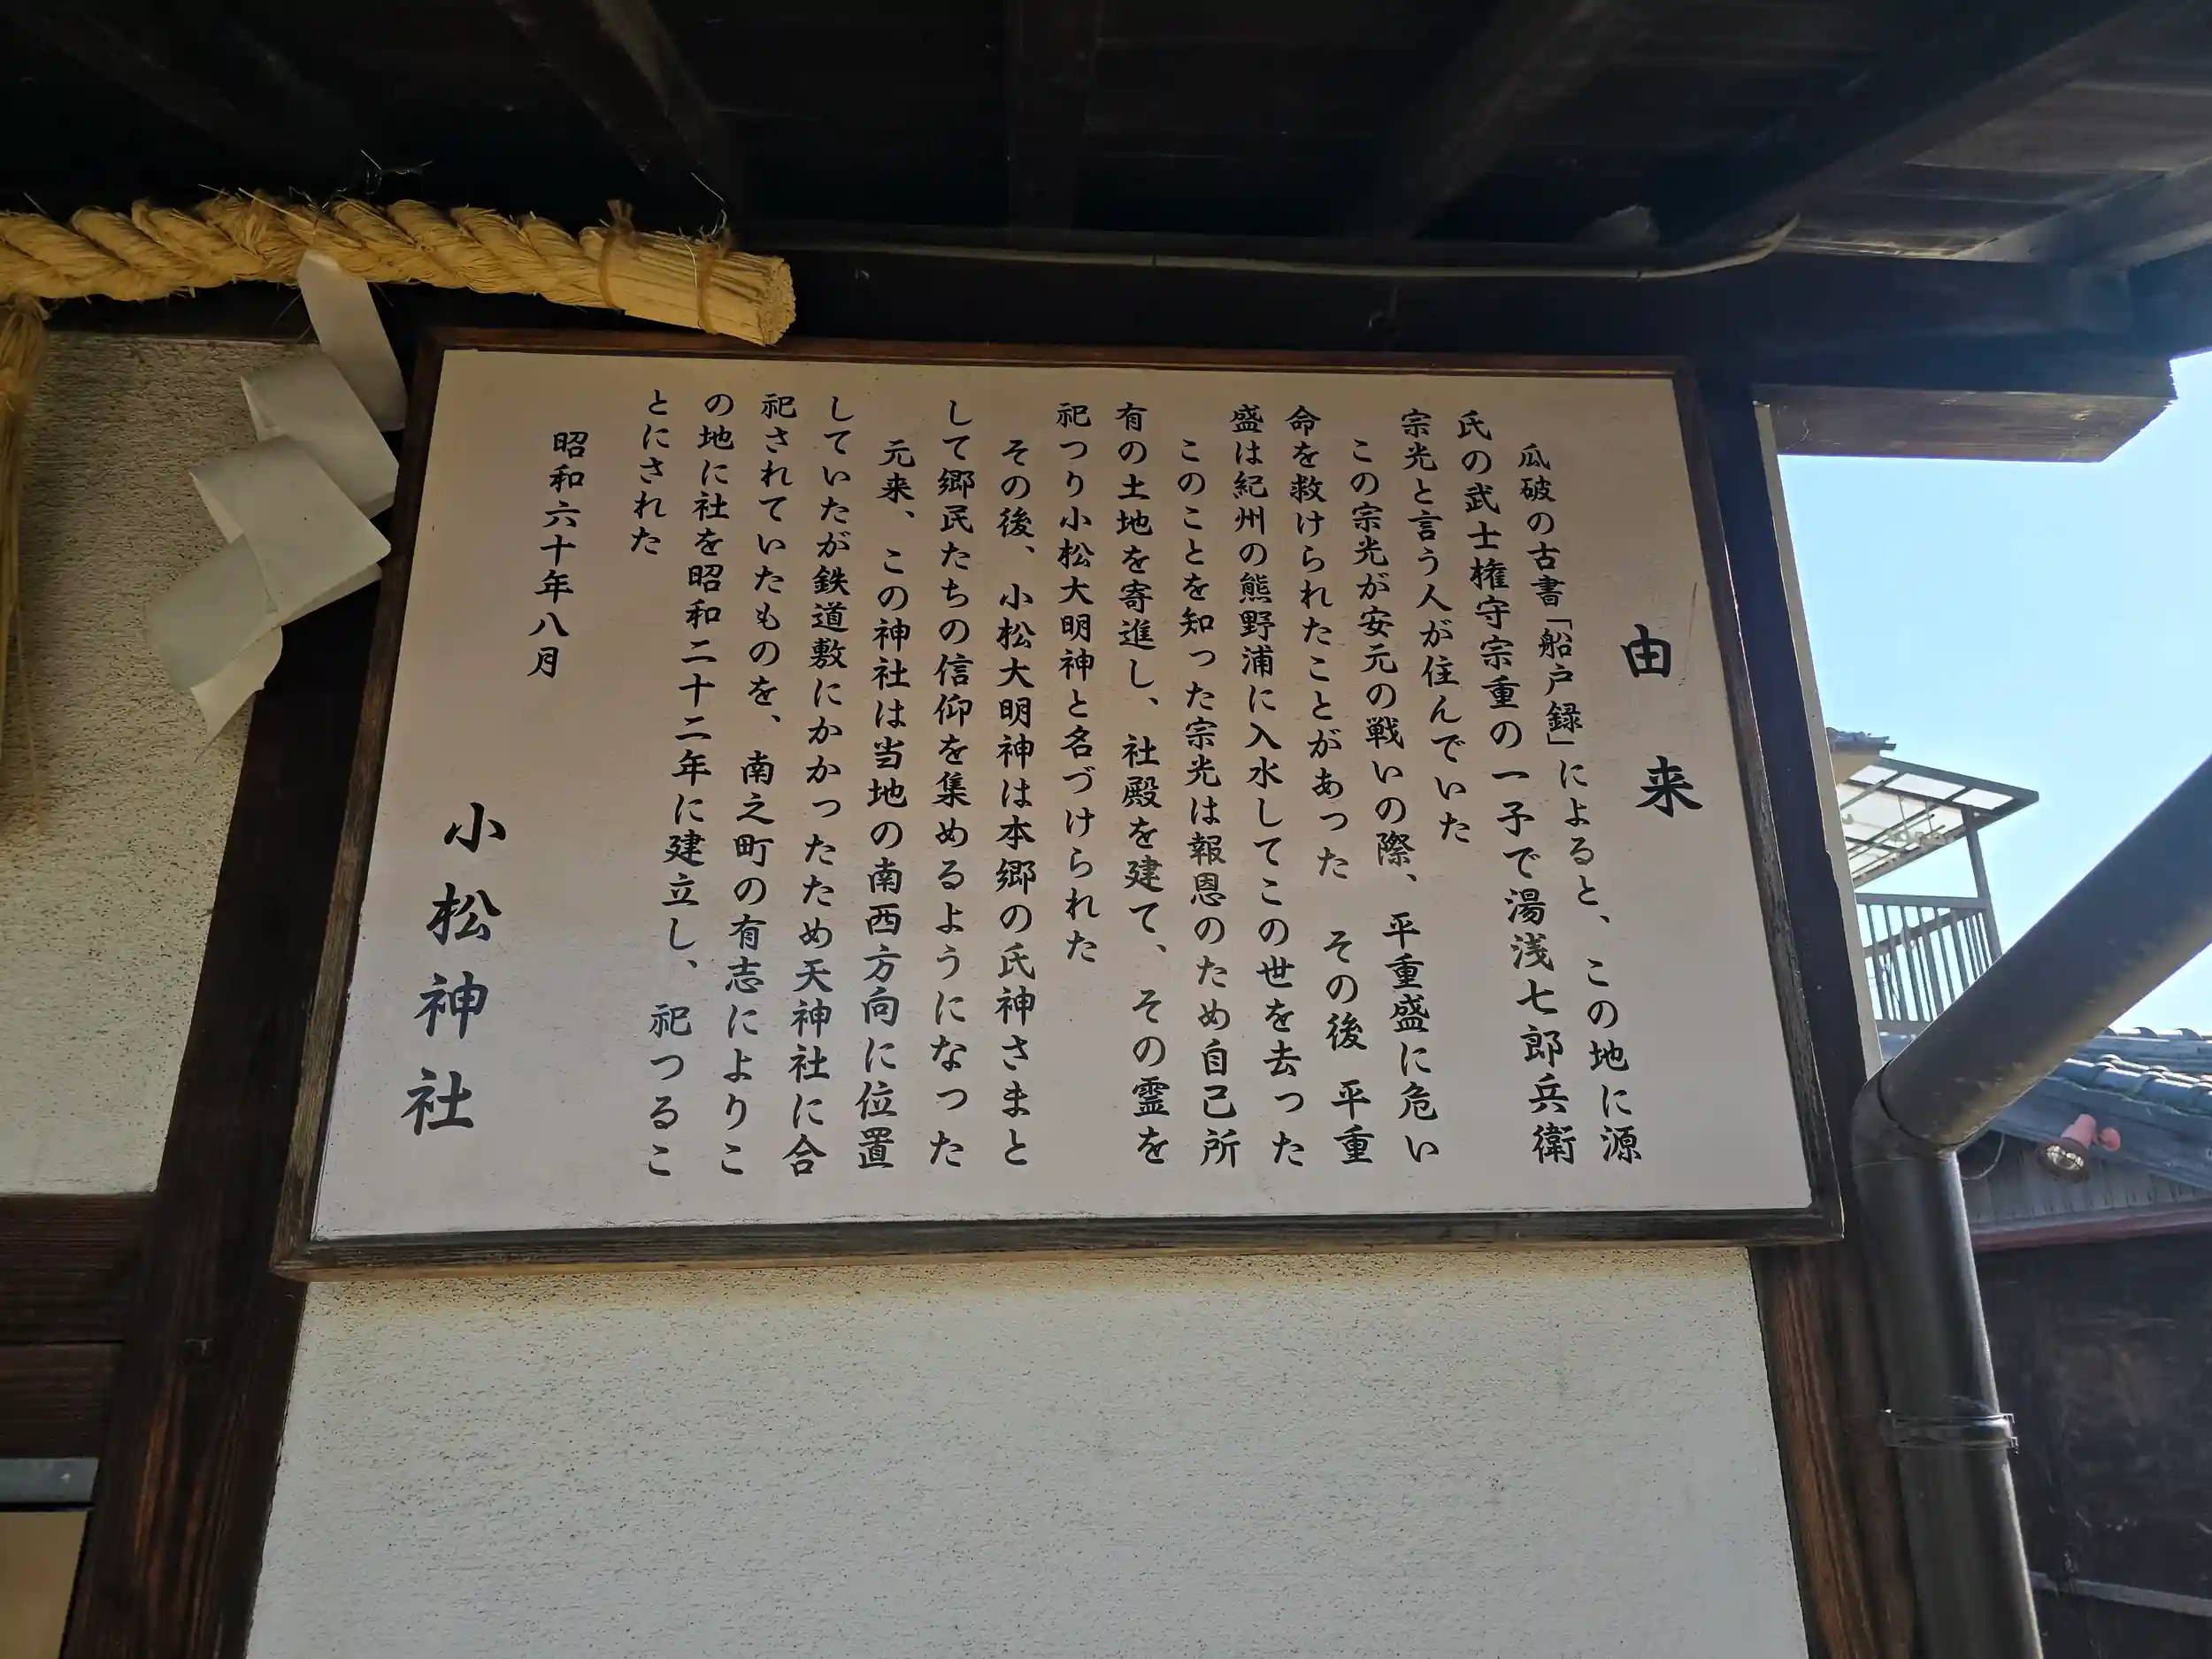 由来
瓜破の古書「船戸録」によると、この地に源
氏の武士権守宗重の一子で湯浅七郎兵衛
宗光と言う人が住んでいた
この宗光が安元の戦いの際、平重盛に危い
命を救けられたことがあった その後 平重
盛は紀州の熊野浦に入水してこの世を去った
このことを知った宗光は報恩のため自己所
有の土地を寄進し、社殿を建て、その霊を
祀つり小松大明神と名づけられた
その後、小松大明神は本郷の氏神さまと
して郷民たちの信仰を集めるようになった
元来、この神社は当地の南西方向に位置
していたが鉄道敷にかかったため天神社に合
祀されていたものを、南之町の有志によりこ
の地に社を昭和二十二年に建立し、祀つるこ
とにされた
昭和六十年八月
小松神社